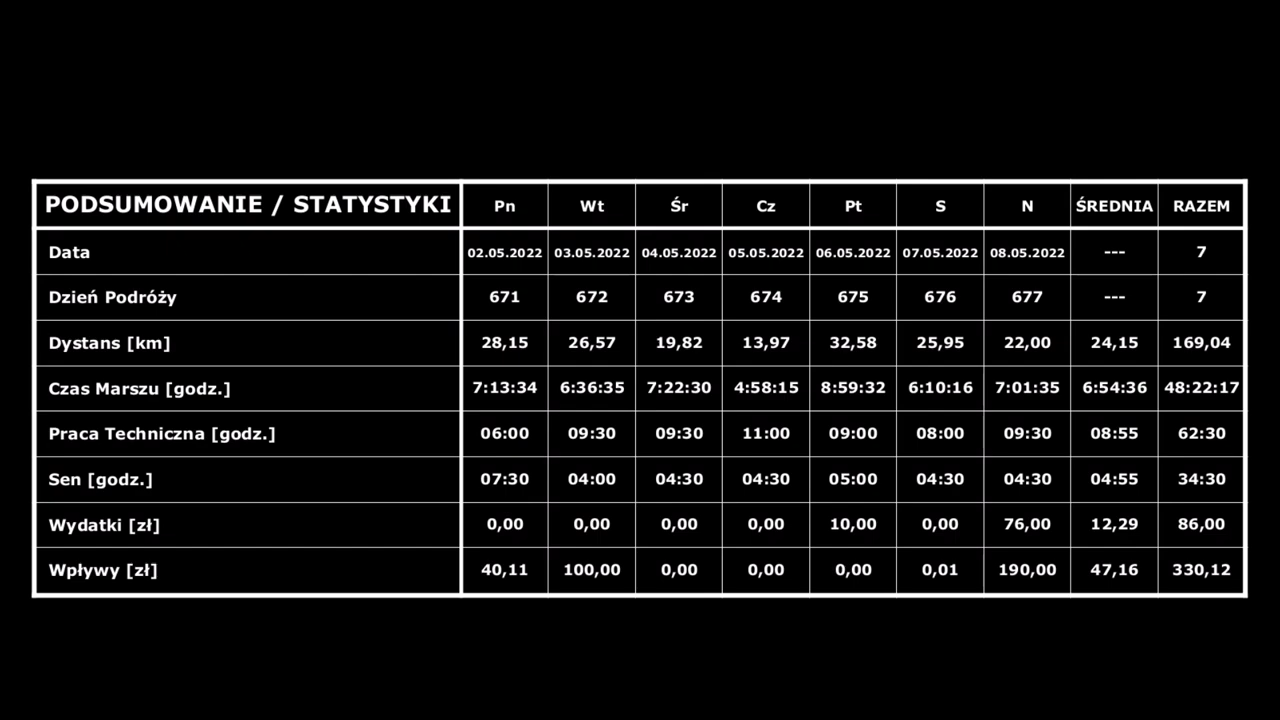 PODSUMOWANIE / STATYSTYKI Pn Wt Śr Cz Pt S N ŚREDNIA RAZEM
Data 02.05.2022 03.05.2022 04.05.2022 05.05.2022 06.05.2022 07.05.2022 08.05.2022 --- 7
Dzień Podróży 671 672 673 674 675 676 677 --- 7
Dystans [km] 28,15 26,57 19,82 13,97 32,58 25,95 22,00 24,15 169,04
Czas Marszu [godz.] 7:13:34 6:36:35 7:22:30 4:58:15 8:59:32 6:10:16 7:01:35 6:54:36 48:22:17
Praca Techniczna [godz.] 06:00 09:30 09:30 11:00 09:00 08:00 09:30 08:55 62:30
Sen [godz.] 07:30 04:00 04:30 04:30 05:00 04:30 04:30 04:55 34:30
Wydatki [zł] 0,00 0,00 0,00 0,00 10,00 0,00 76,00 12,29 86,00
Wpływy [zł] 40,11 100,00 0,00 0,00 0,00 0,01 190,00 47,16 330,12